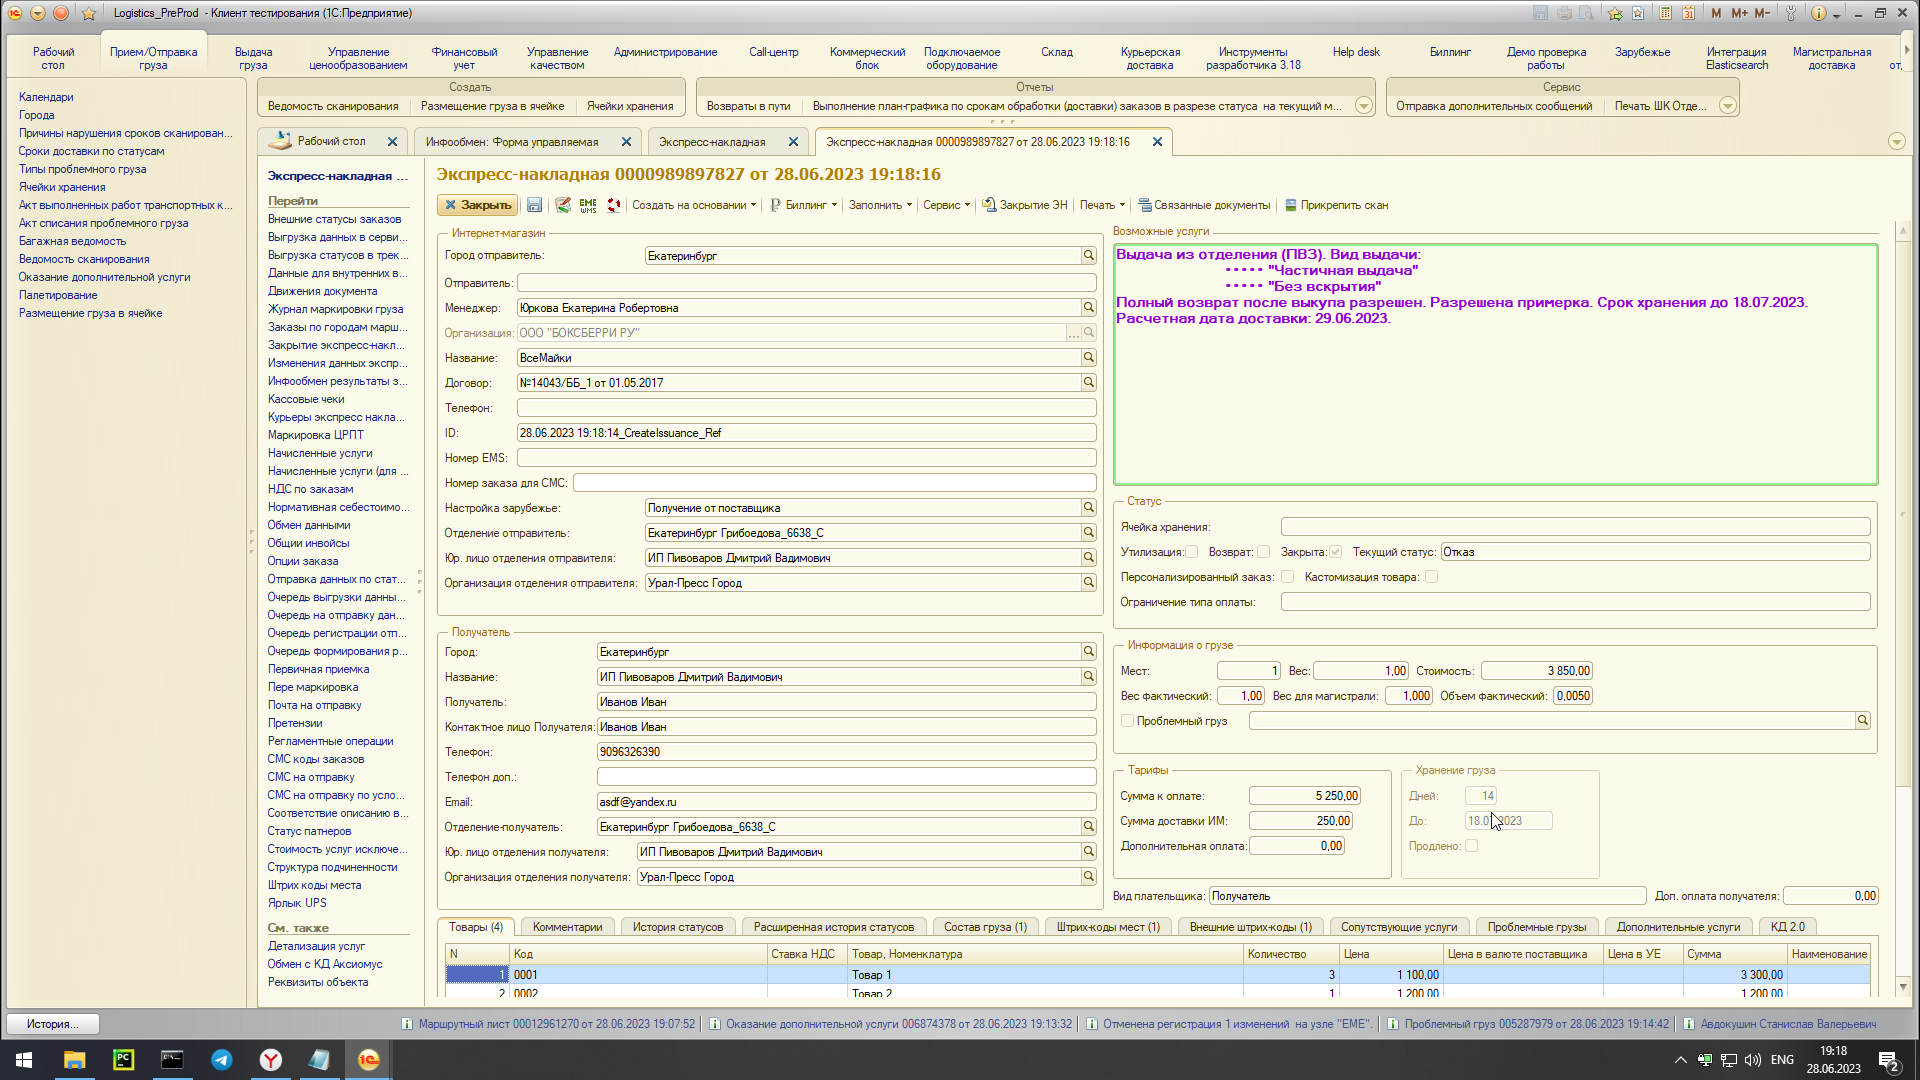 Logistics_PreProd - Клиент тестирования (1С:Предприятие)
M M+ M-
Рабочий стол
Прием/Отправка груза
Выдача груза
Управление ценообразованием
Финансовый учет
Управление качеством
Администрирование
Call-центр
Коммерческий блок
Подключаемое оборудование
Склад
Курьерская доставка
Инструменты разработчика 3.18
Help desk
Биллинг
Демо проверка работы
Зарубежье
Интеграция Elasticsearch
Магистральная доставка
от,
Создать
Ведомость сканирования Размещение груза в ячейке Ячейки хранения
Отчеты
Возвраты в пути Выполнение план-графика по срокам обработки (доставки) заказов в разрезе статуса на текущий м...
Сервис
Отправка дополнительных сообщений Печать ШК Отде...
Календари
Города
Причины нарушения сроков сканирован...
Сроки доставки по статусам
Типы проблемного груза
Ячейки хранения
Акт выполненных работ транспортных к...
Акт списания проблемного груза
Багажная ведомость
Ведомость сканирования
Оказание дополнительной услуги
Палетирование
Размещение груза в ячейке
Рабочий стол
Инфообмен: Форма управляемая
Экспресс-накладная
Экспресс-накладная 0000989897827 от 28.06.2023 19:18:16
Экспресс-накладная ...
Перейти
Внешние статусы заказов
Выгрузка данных в серви...
Выгрузка статусов в трек...
Данные для внутренних в...
Движения документа
Журнал маркировки груза
Заказы по городам марш...
Закрытие экспресс-накл...
Изменения данных экспр...
Инфообмен результаты з...
Кассовые чеки
Курьеры экспресс накла...
Маркировка ЦРПТ
Начисленные услуги
Начисленные услуги (для ...
НДС по заказам
Нормативная себестоимо...
Обмен данными
Общии инвойсы
Опции заказа
Отправка данных по стат...
Очередь выгрузки данны...
Очередь на отправку дан...
Очередь регистрации отп...
Очередь формирования р...
Первичная приемка
Пере маркировка
Почта на отправку
Претензии
Регламентные операции
СМС коды заказов
СМС на отправку
СМС на отправку по усло...
Соответствие описанию в...
Статус патнеров
Стоимость услуг исключе...
Структура подчиненности
Штрих коды места
Ярлык UPS
См. также
Детализация услуг
Обмен с КД Аксиомус
Реквизиты объекта
Экспресс-накладная 0000989897827 от 28.06.2023 19:18:16
Закрыть EME WMS Создать на основании Биллинг Заполнить Сервис Закрытие ЭН Печать Связанные документы Прикрепить скан
Интернет-магазин
Город отправитель: Екатеринбург
Отправитель:
Менеджер: Юркова Екатерина Робертовна
Организация: ООО "БОКСБЕРРИ РУ" ...
Название: ВсеМайки
Договор: №14043/ББ_1 от 01.05.2017
Телефон:
ID: 28.06.2023 19:18:14_CreateIssuance_Ref
Номер EMS:
Номер заказа для СМС:
Настройка зарубежье: Получение от поставщика
Отделение отправитель: Екатеринбург Грибоедова_6638_С
Юр. лицо отделения отправителя: ИП Пивоваров Дмитрий Вадимович
Организация отделения отправителя: Урал-Пресс Город
Получатель
Город: Екатеринбург
Название: ИП Пивоваров Дмитрий Вадимович
Получатель: Иванов Иван
Контактное лицо Получателя: Иванов Иван
Телефон: 9096326390
Телефон доп.:
Email: asdf@yandex.ru
Отделение-получатель: Екатеринбург Грибоедова_6638_С
Юр. лицо отделения получателя: ИП Пивоваров Дмитрий Вадимович
Организация отделения получателя: Урал-Пресс Город
Возможные услуги
Выдача из отделения (ПВЗ). Вид выдачи:
• • • • • "Частичная выдача"
• • • • • "Без вскрытия"
Полный возврат после выкупа разрешен. Разрешена примерка. Срок хранения до 18.07.2023.
Расчетная дата доставки: 29.06.2023.
Статус
Ячейка хранения:
Утилизация: Возврат: Закрыта: Текущий статус: Отказ
Персонализированный заказ: Кастомизация товара:
Ограничение типа оплаты:
Информация о грузе
Мест: 1 Вес: 1,00 Стоимость: 3 850,00
Вес фактический: 1,00 Вес для магистрали: 1,000 Объем фактический: 0,0050
Проблемный груз
Тарифы
Сумма к оплате: 5 250,00
Сумма доставки ИМ: 250,00
Дополнительная оплата: 0,00
Хранение груза
Дней: 14
До: 18.0 2023
Продлено:
Вид плательщика: Получатель Доп. оплата получателя: 0,00
Товары (4) Комментарии История статусов Расширенная история статусов Состав груза (1) Штрих-коды мест (1) Внешние штрих-коды (1) Сопутствующие услуги Проблемные грузы Дополнительные услуги КД 2.0
N Код Ставка НДС Товар, Номенклатура Количество Цена Цена в валюте поставщика Цена в УЕ Сумма Наименование
1 0001 Товар 1 3 1 100,00 3 300,00
2 0002 Товар 2 1 1 200,00 1 200,00
История...
Маршрутный лист 00012961270 от 28.06.2023 19:07:52
Оказание дополнительной услуги 006874378 от 28.06.2023 19:13:32
Отменена регистрация 1 изменений на узле "EME".
Проблемный груз 005287979 от 28.06.2023 19:14:42
Авдокушин Станислав Валерьевич
ENG
19:18
28.06.2023
2